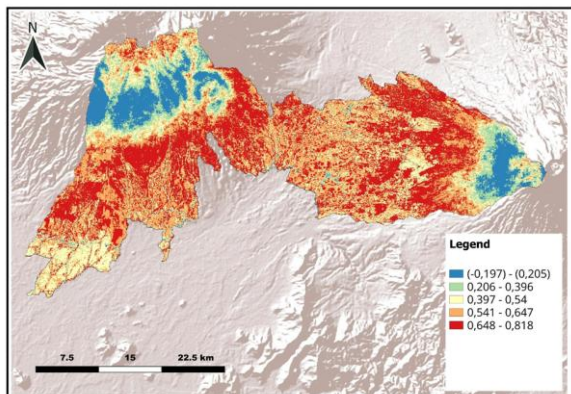 N
Legend
(-0,197) - (0,205)
0,206 - 0,396
0,397 - 0,54
0,541 - 0,647
0,648 - 0,818
7.5 15 22.5 km